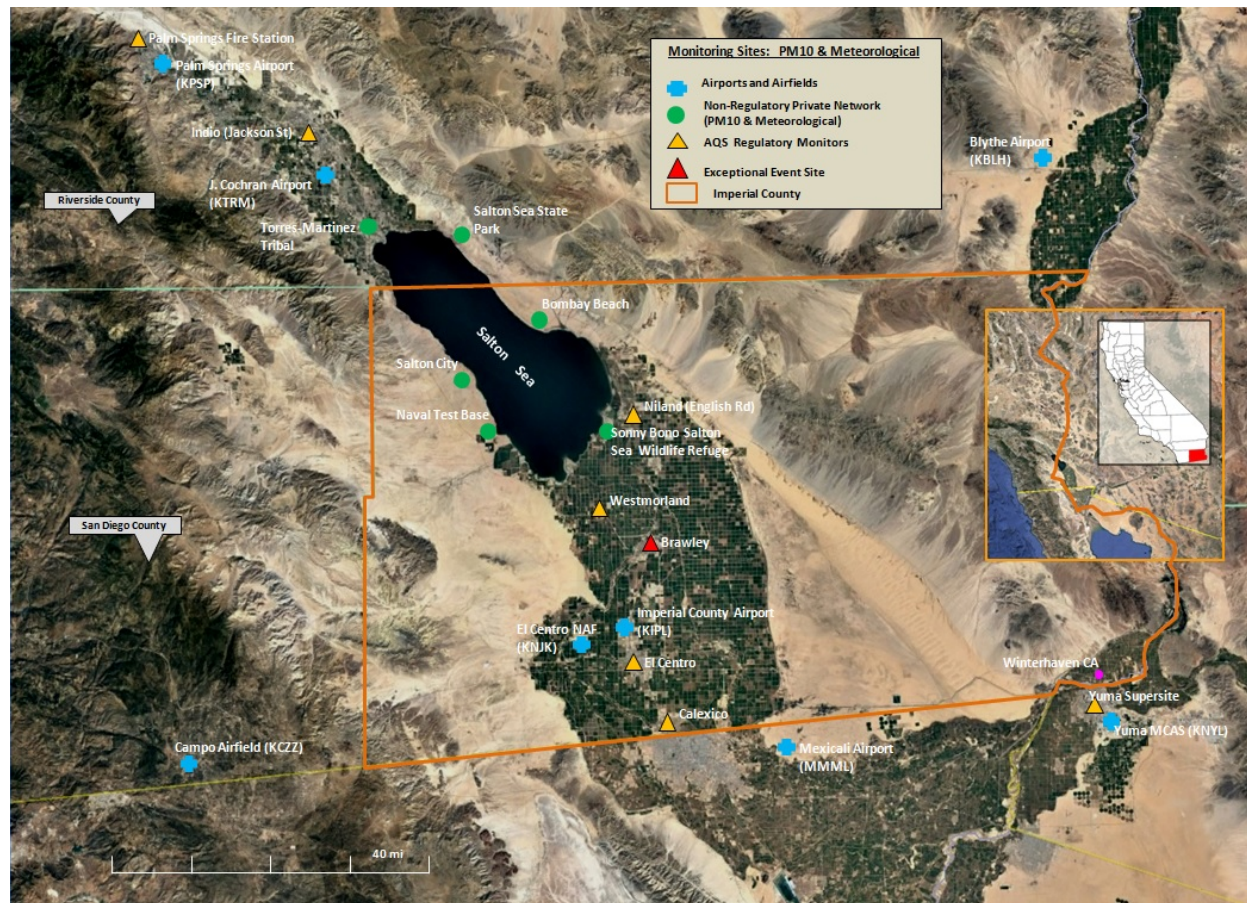 Palm Springs Fire Station
Palm Springs Airport
(KPSP)
Indio (Jackson St)
J. Cochran Airport
(KTRM)
Riverside County
Torres-Martinez
Tribal
Salton Sea State
Park
Monitoring Sites: PM10 & Meteorological
Airports and Airfields
Non-Regulatory Private Network
(PM10 & Meteorological)
AQS Regulatory Monitors
Exceptional Event Site
Imperial County
Blythe Airport
(KBLH)
Bombay Beach
Salton Sea
Salton City
Naval Test Base
Niland (English Rd)
Sonny Bono Salton
Sea Wildlife Refuge
Westmorland
San Diego County
Brawley
Imperial County Airport
(KIPL)
El Centro NAF
(KNJK)
El Centro
Winterhaven CA
Yuma Supersite
Calexico
Yuma MCAS (KNYL)
Campo Airfield (KCZZ)
Mexicali Airport
(MMML)
40 mi